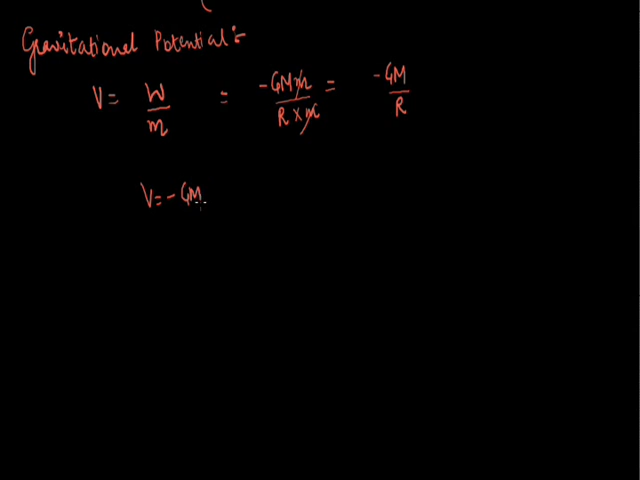 Gravitational Potential :-
V = W/m = -GMm/R×m = -GM/R
V = - GM